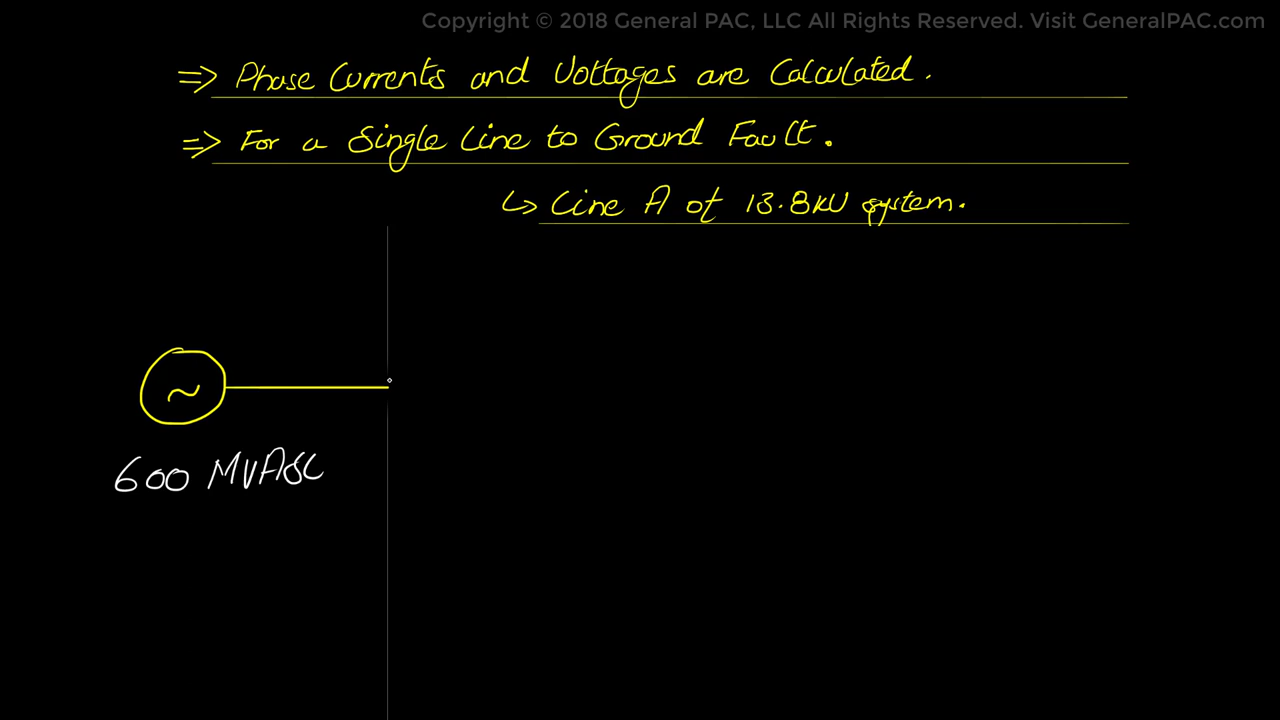 Copyright © 2018 General PAC, LLC All Rights Reserved. Visit GeneralPAC.com
⇒ Phase Currents and Voltages are Calculated.
⇒ For a Single Line to Ground Fault.
↳ Line A of 13.8kV system.
~
600 MVAsc